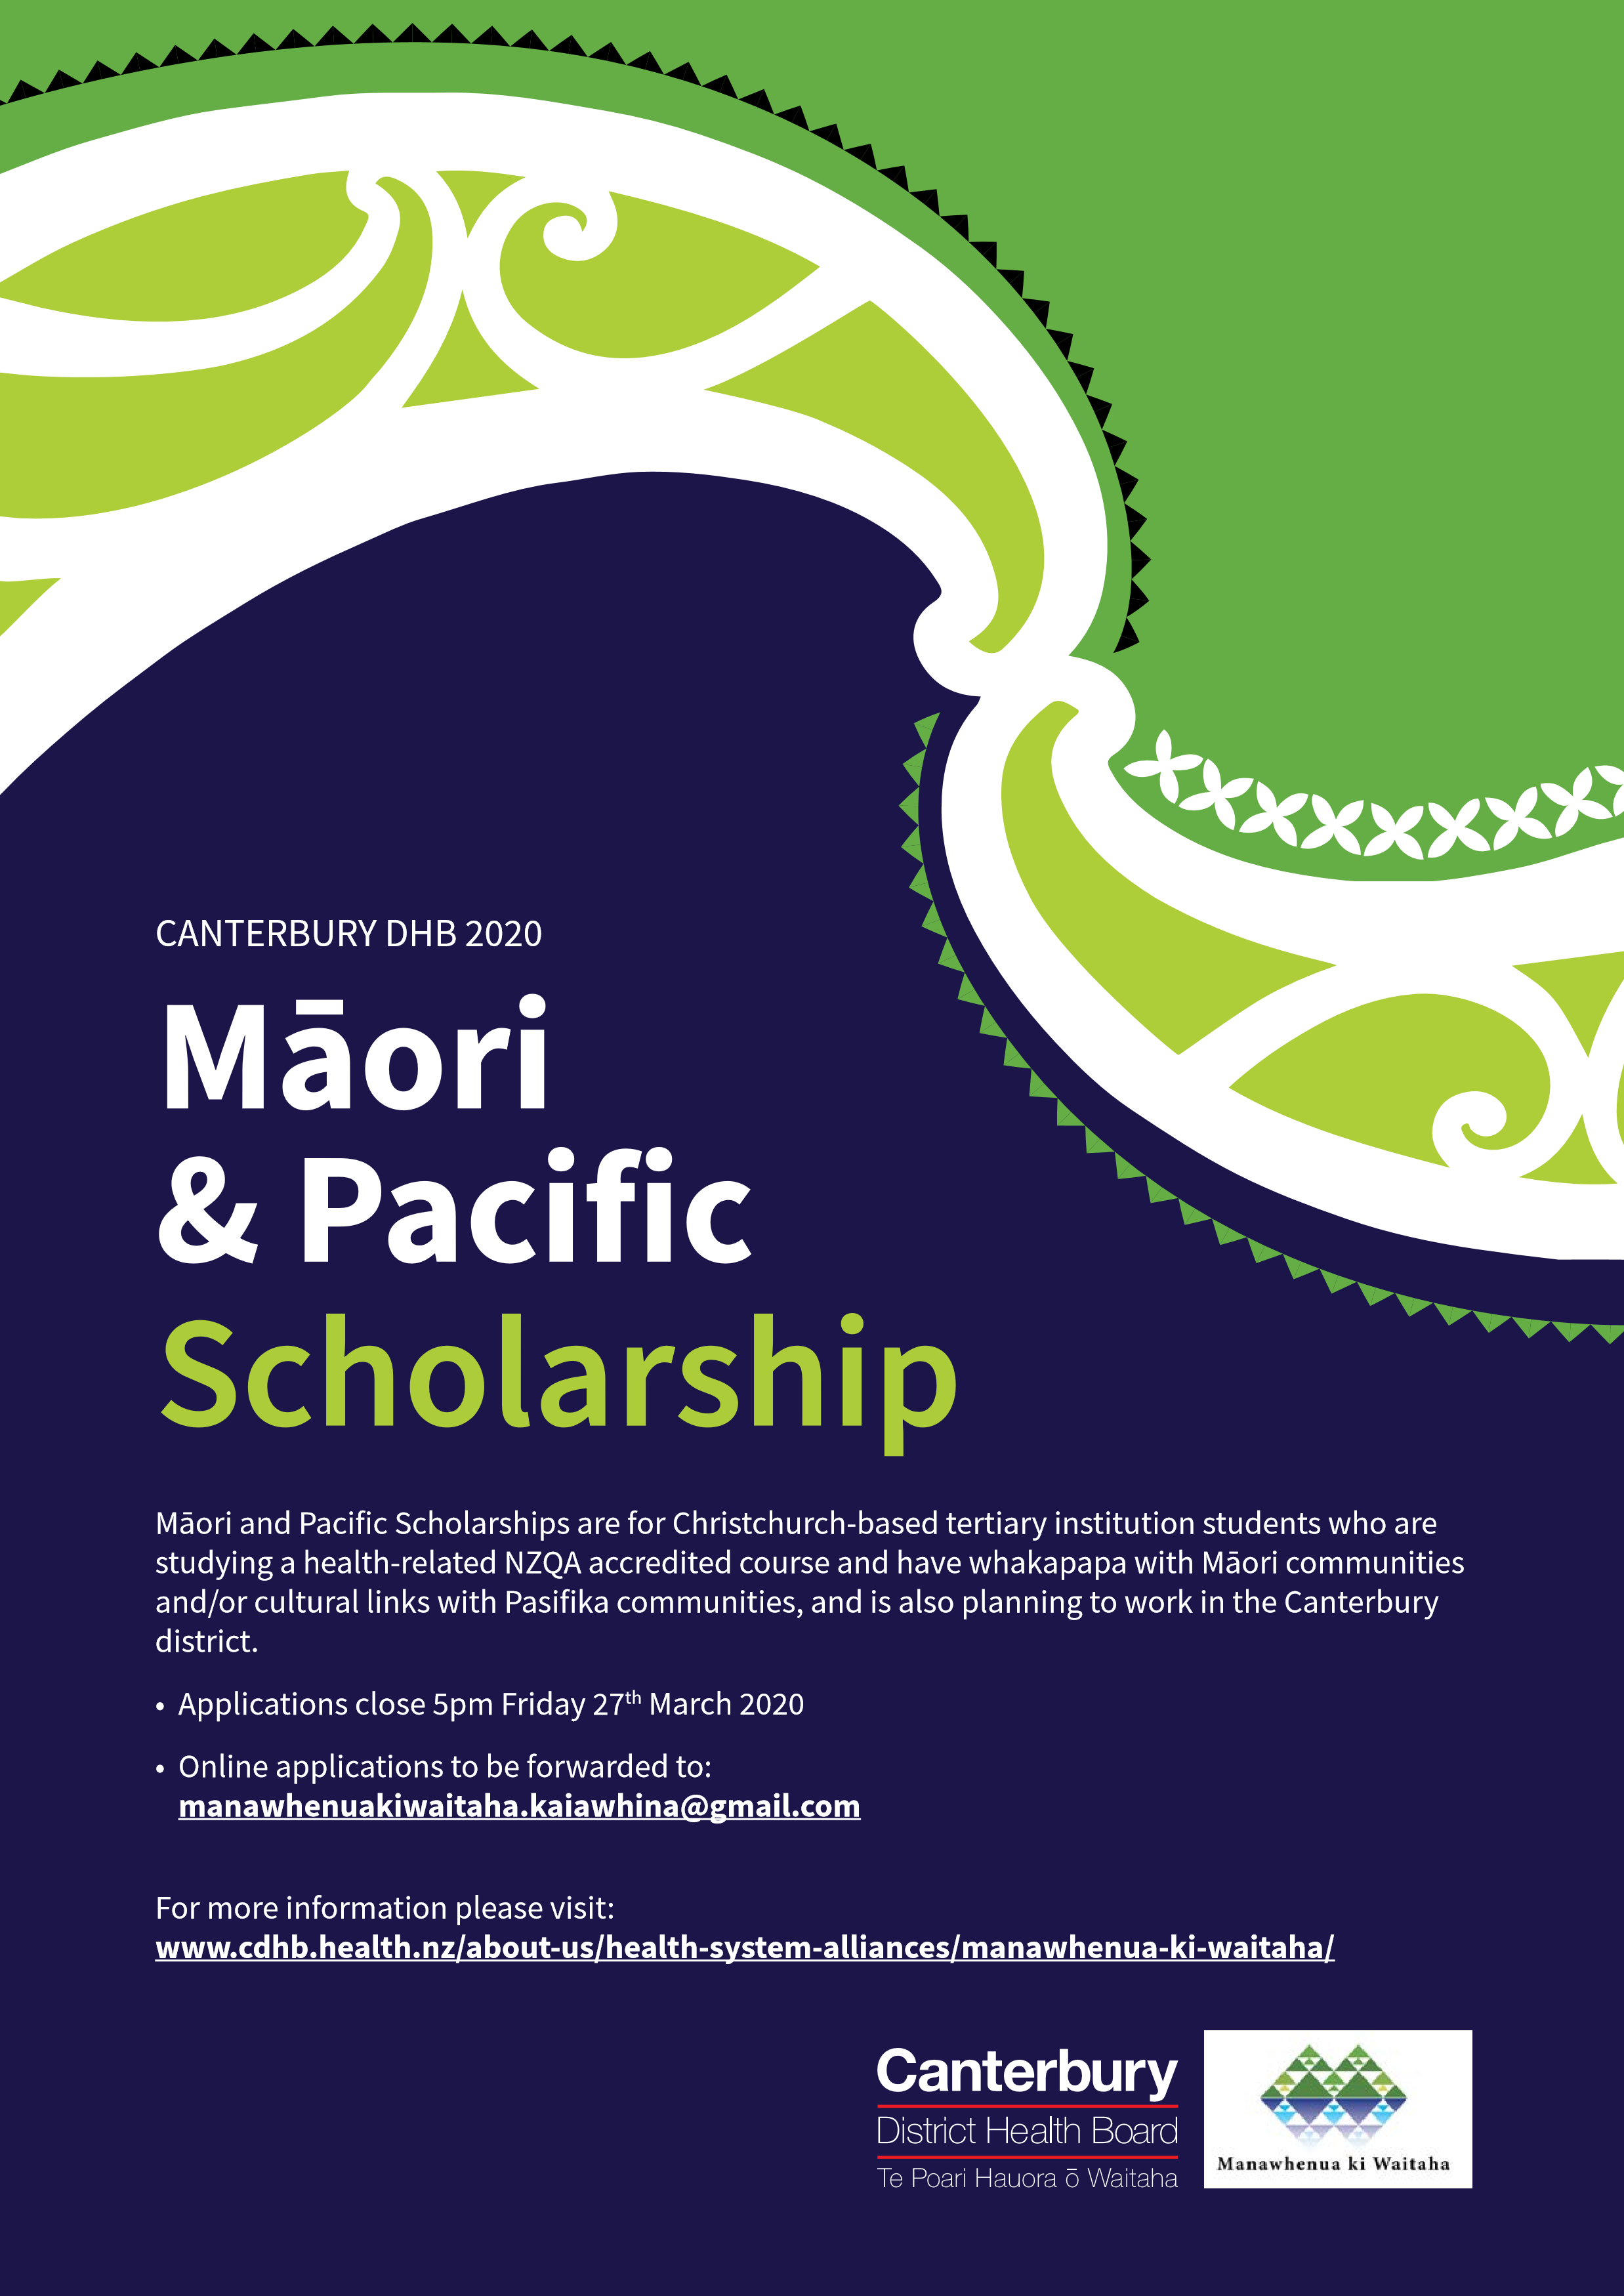 CANTERBURY DHB 2020
Māori
& Pacific
Scholarship
Māori and Pacific Scholarships are for Christchurch-based tertiary institution students who are
studying a health-related NZQA accredited course and have whakapapa with Māori communities
and/or cultural links with Pasifika communities, and is also planning to work in the Canterbury
district.
• Applications close 5pm Friday 27th March 2020
• Online applications to be forwarded to:
manawhenuakiwaitaha.kaiawhina@gmail.com
For more information please visit:
www.cdhb.health.nz/about-us/health-system-alliances/manawhenua-ki-waitaha/
Canterbury
District Health Board
Te Poari Hauora ō Waitaha
Manawhenua ki Waitaha